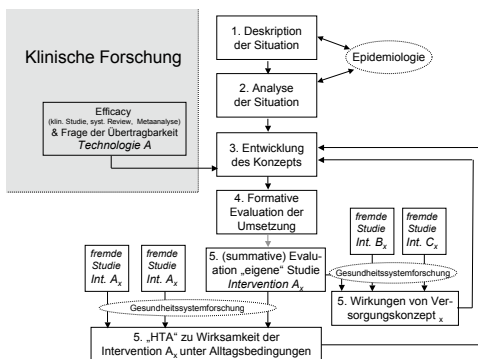 Klinische Forschung
1. Deskription
der Situation
Epidemiologie
2. Analyse
der Situation
Efficacy
(klin. Studie, syst. Review, Metaanalyse)
& Frage der Übertragbarkeit
Technologie A
3. Entwicklung
des Konzepts
4. Formative
Evaluation der
Umsetzung
fremde
Studie
Int. Bx
fremde
Studie
Int. Cx
fremde
Studie
Int. Ax
fremde
Studie
Int. Ax
5. (summative) Evalu-
ation „eigene“ Studie
Intervention Ax
Gesundheitssystemforschung
5. Wirkungen von Ver-
sorgungskonzept x
Gesundheitssystemforschung
5. „HTA“ zu Wirksamkeit der
Intervention Ax unter Alltagsbedingungen